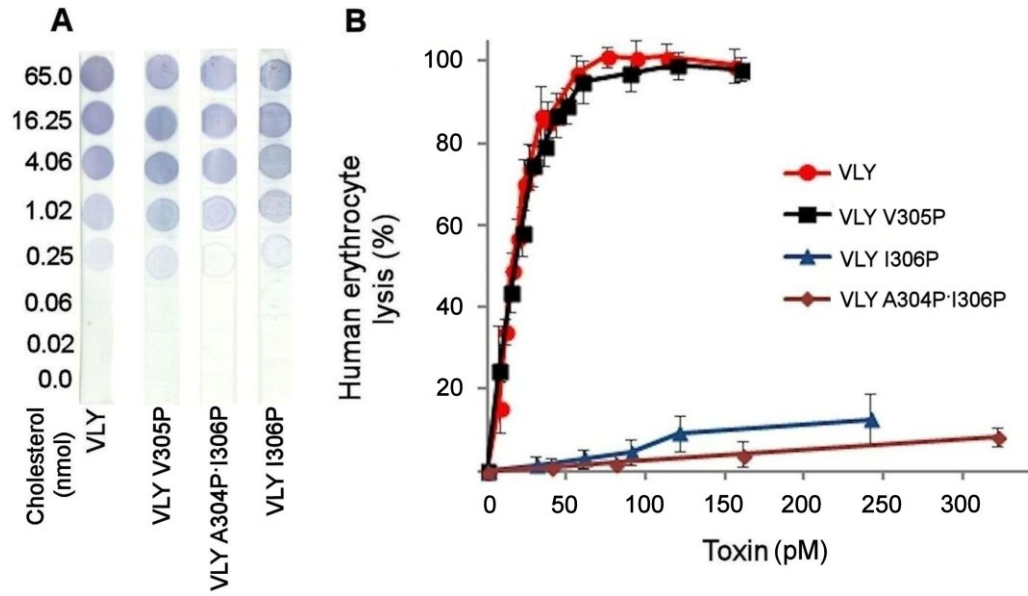 A
65.0
16.25
4.06
1.02
0.25
0.06
0.02
0.0
Cholesterol
(nmol)
VLY
VLY V305P
VLY A304P·I306P
VLY I306P
B
Human erythrocyte
lysis (%)
100
80
60
40
20
0
50
100
150
200
250
300
Toxin (pM)
VLY
VLY V305P
VLY I306P
VLY A304P·I306P